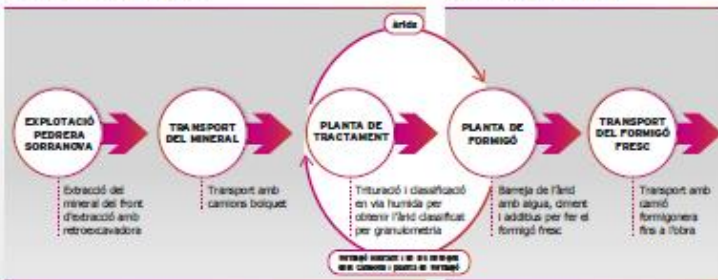 àrids
EXPLOTACIÓ
PEDRERA
SORRANOVA
TRANSPORT
DEL MINERAL
PLANTA DE
TRACTAMENT
PLANTA DE
FORMIGÓ
TRANSPORT
DEL FORMIGÓ
FRESC
Extracció del
mineral del front
d'extracció amb
retroexcavadora
Transport amb
camions bolquet
Trituració i classificació
en via humida per
obtenir l'àrid classificat
per granulometria
Barreja de l'àrid
amb aigua, ciment
i additius per fer el
formigó fresc
Transport amb
camió
formigonera
fins a l'obra